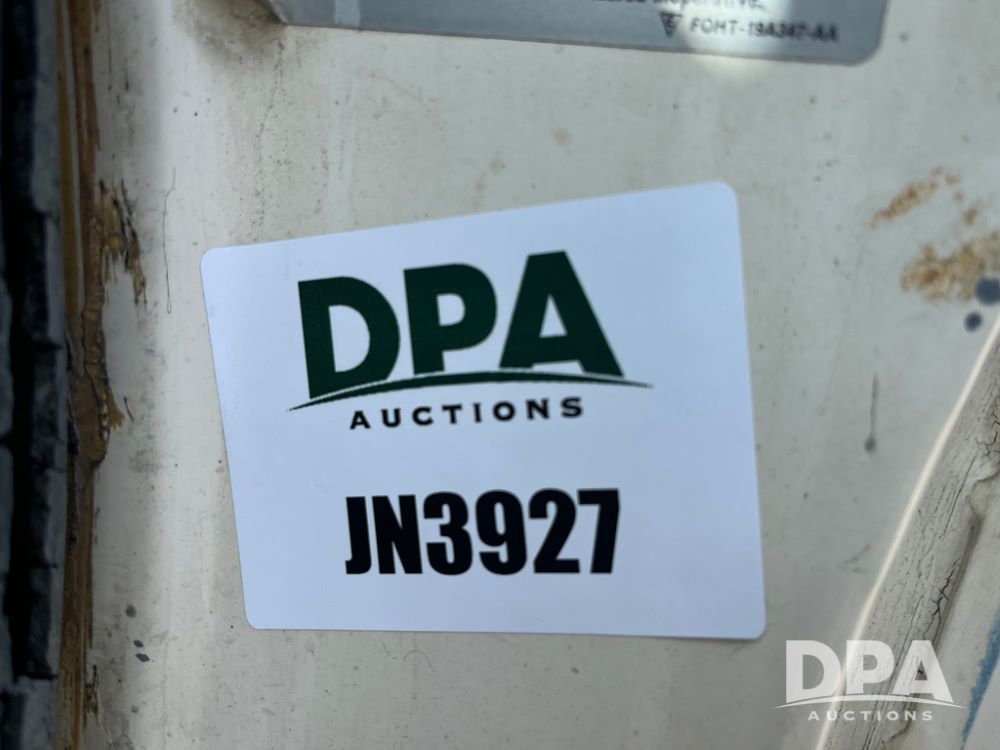 FOHT-19A347-AA
DPA
AUCTIONS
JN3927
DPA
AUCTIONS